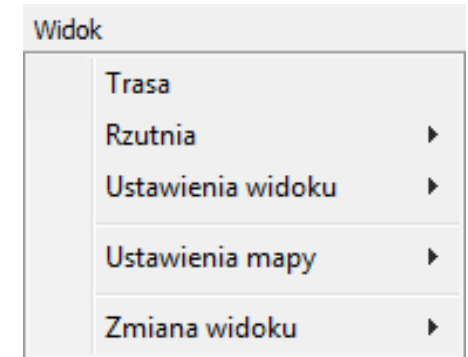 Widok
Trasa
Rzutnia
Ustawienia widoku
Ustawienia mapy
Zmiana widoku